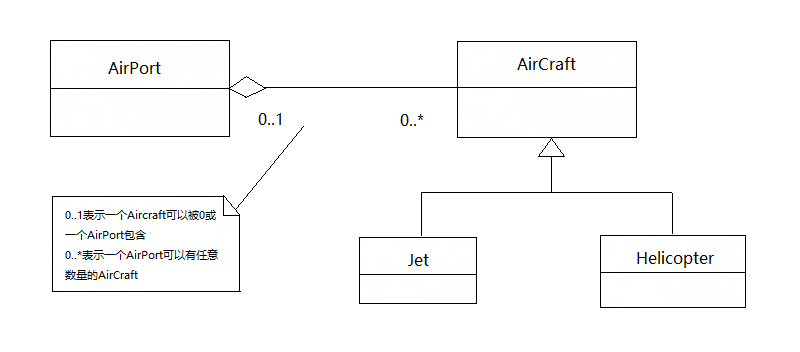 AirPort
AirCraft
0..1
0..*
0..1表示一个Aircraft可以被0或
一个AirPort包含
0..*表示一个AirPort可以有任意
数量的AirCraft
Jet
Helicopter